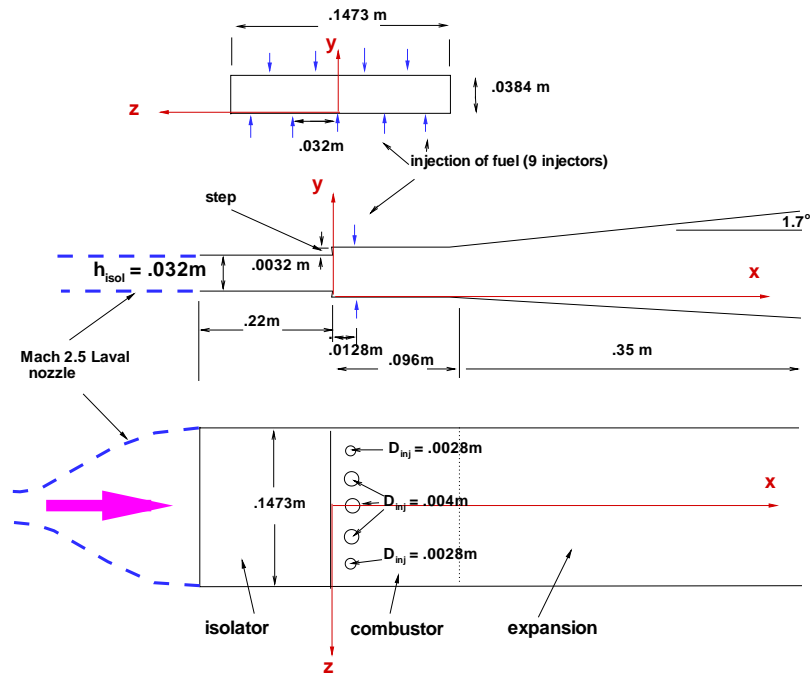 .1473 m
y
.0384 m
z
.032m
injection of fuel (9 injectors)
y
step
1.7°
h_isol = .032m
.0032 m
x
.22m
.0128m
.096m
.35 m
Mach 2.5 Laval
nozzle
D_inj = .0028m
x
.1473m
D_inj = .004m
D_inj = .0028m
isolator
combustor
expansion
z